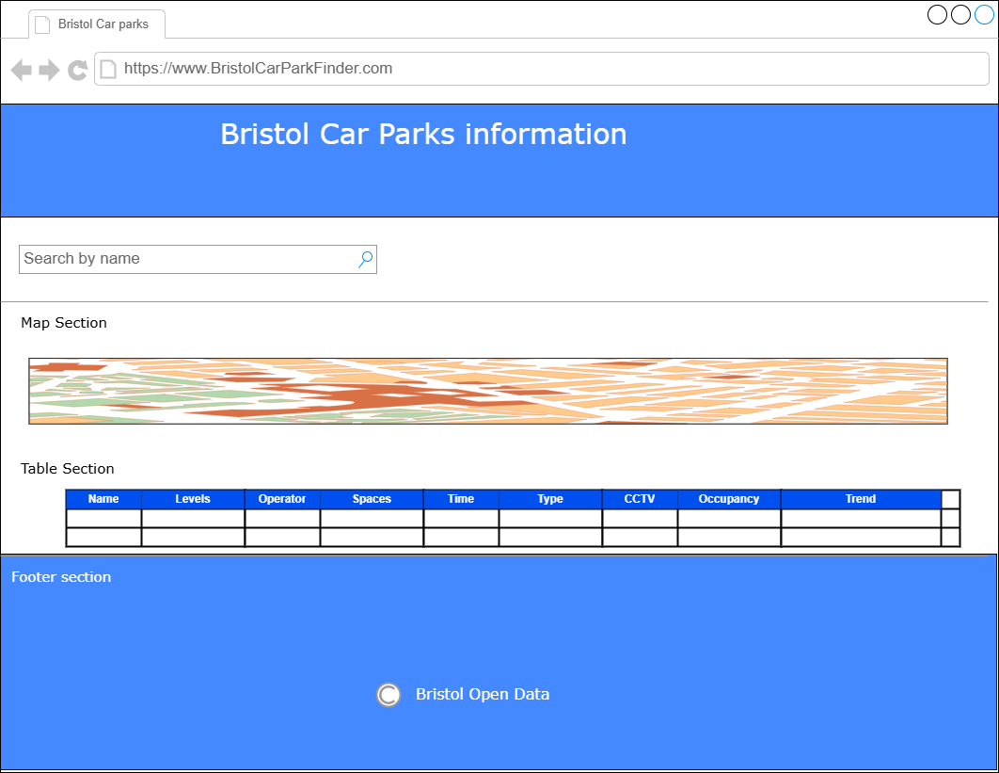 Bristol Car parks
https://www.BristolCarParkFinder.com
Bristol Car Parks information
Search by name
Map Section
Table Section
Name Levels Operator Spaces Time Type CCTV Occupancy Trend
Footer section
Bristol Open Data